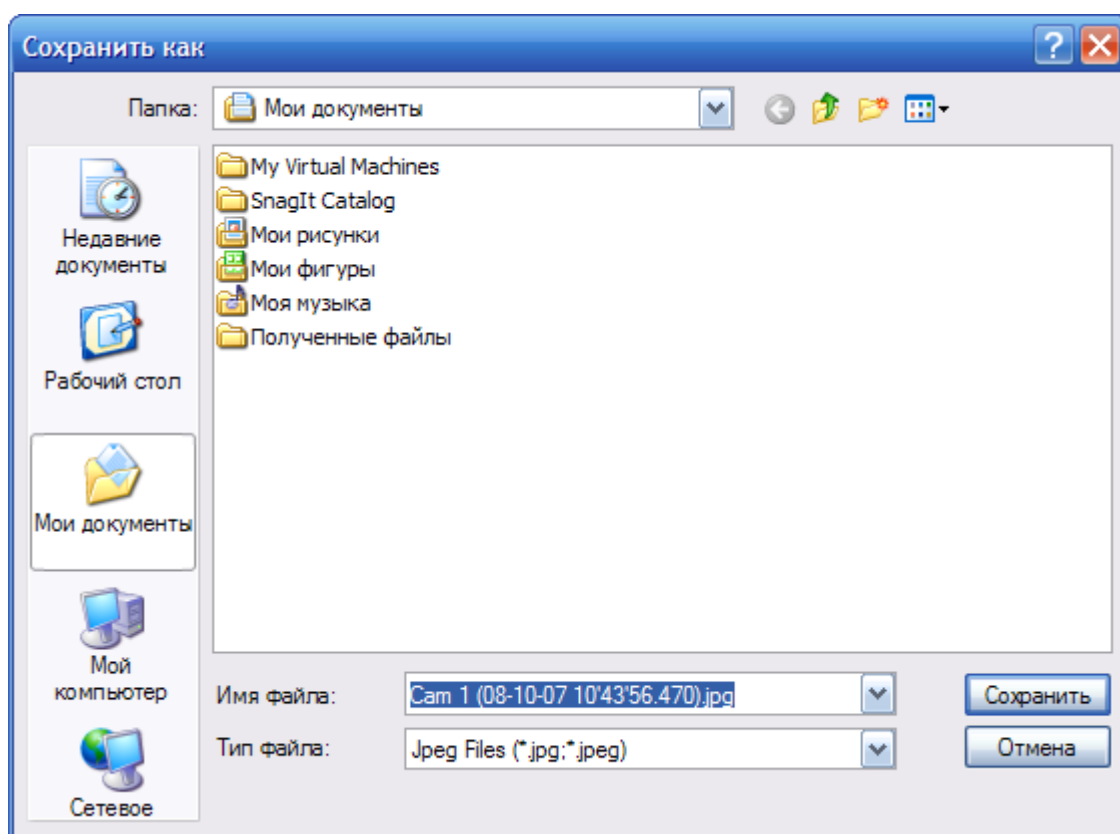 Сохранить как
Папка:
Мои документы
My Virtual Machines
SnagIt Catalog
Мои рисунки
Мои фигуры
Моя музыка
Полученные файлы
Недавние
документы
Рабочий стол
Мои документы
Мой
компьютер
Сетевое
Имя файла:
Cam 1 (08-10-07 10'43'56.470).jpg
Сохранить
Тип файла:
Jpeg Files (*.jpg;*.jpeg)
Отмена